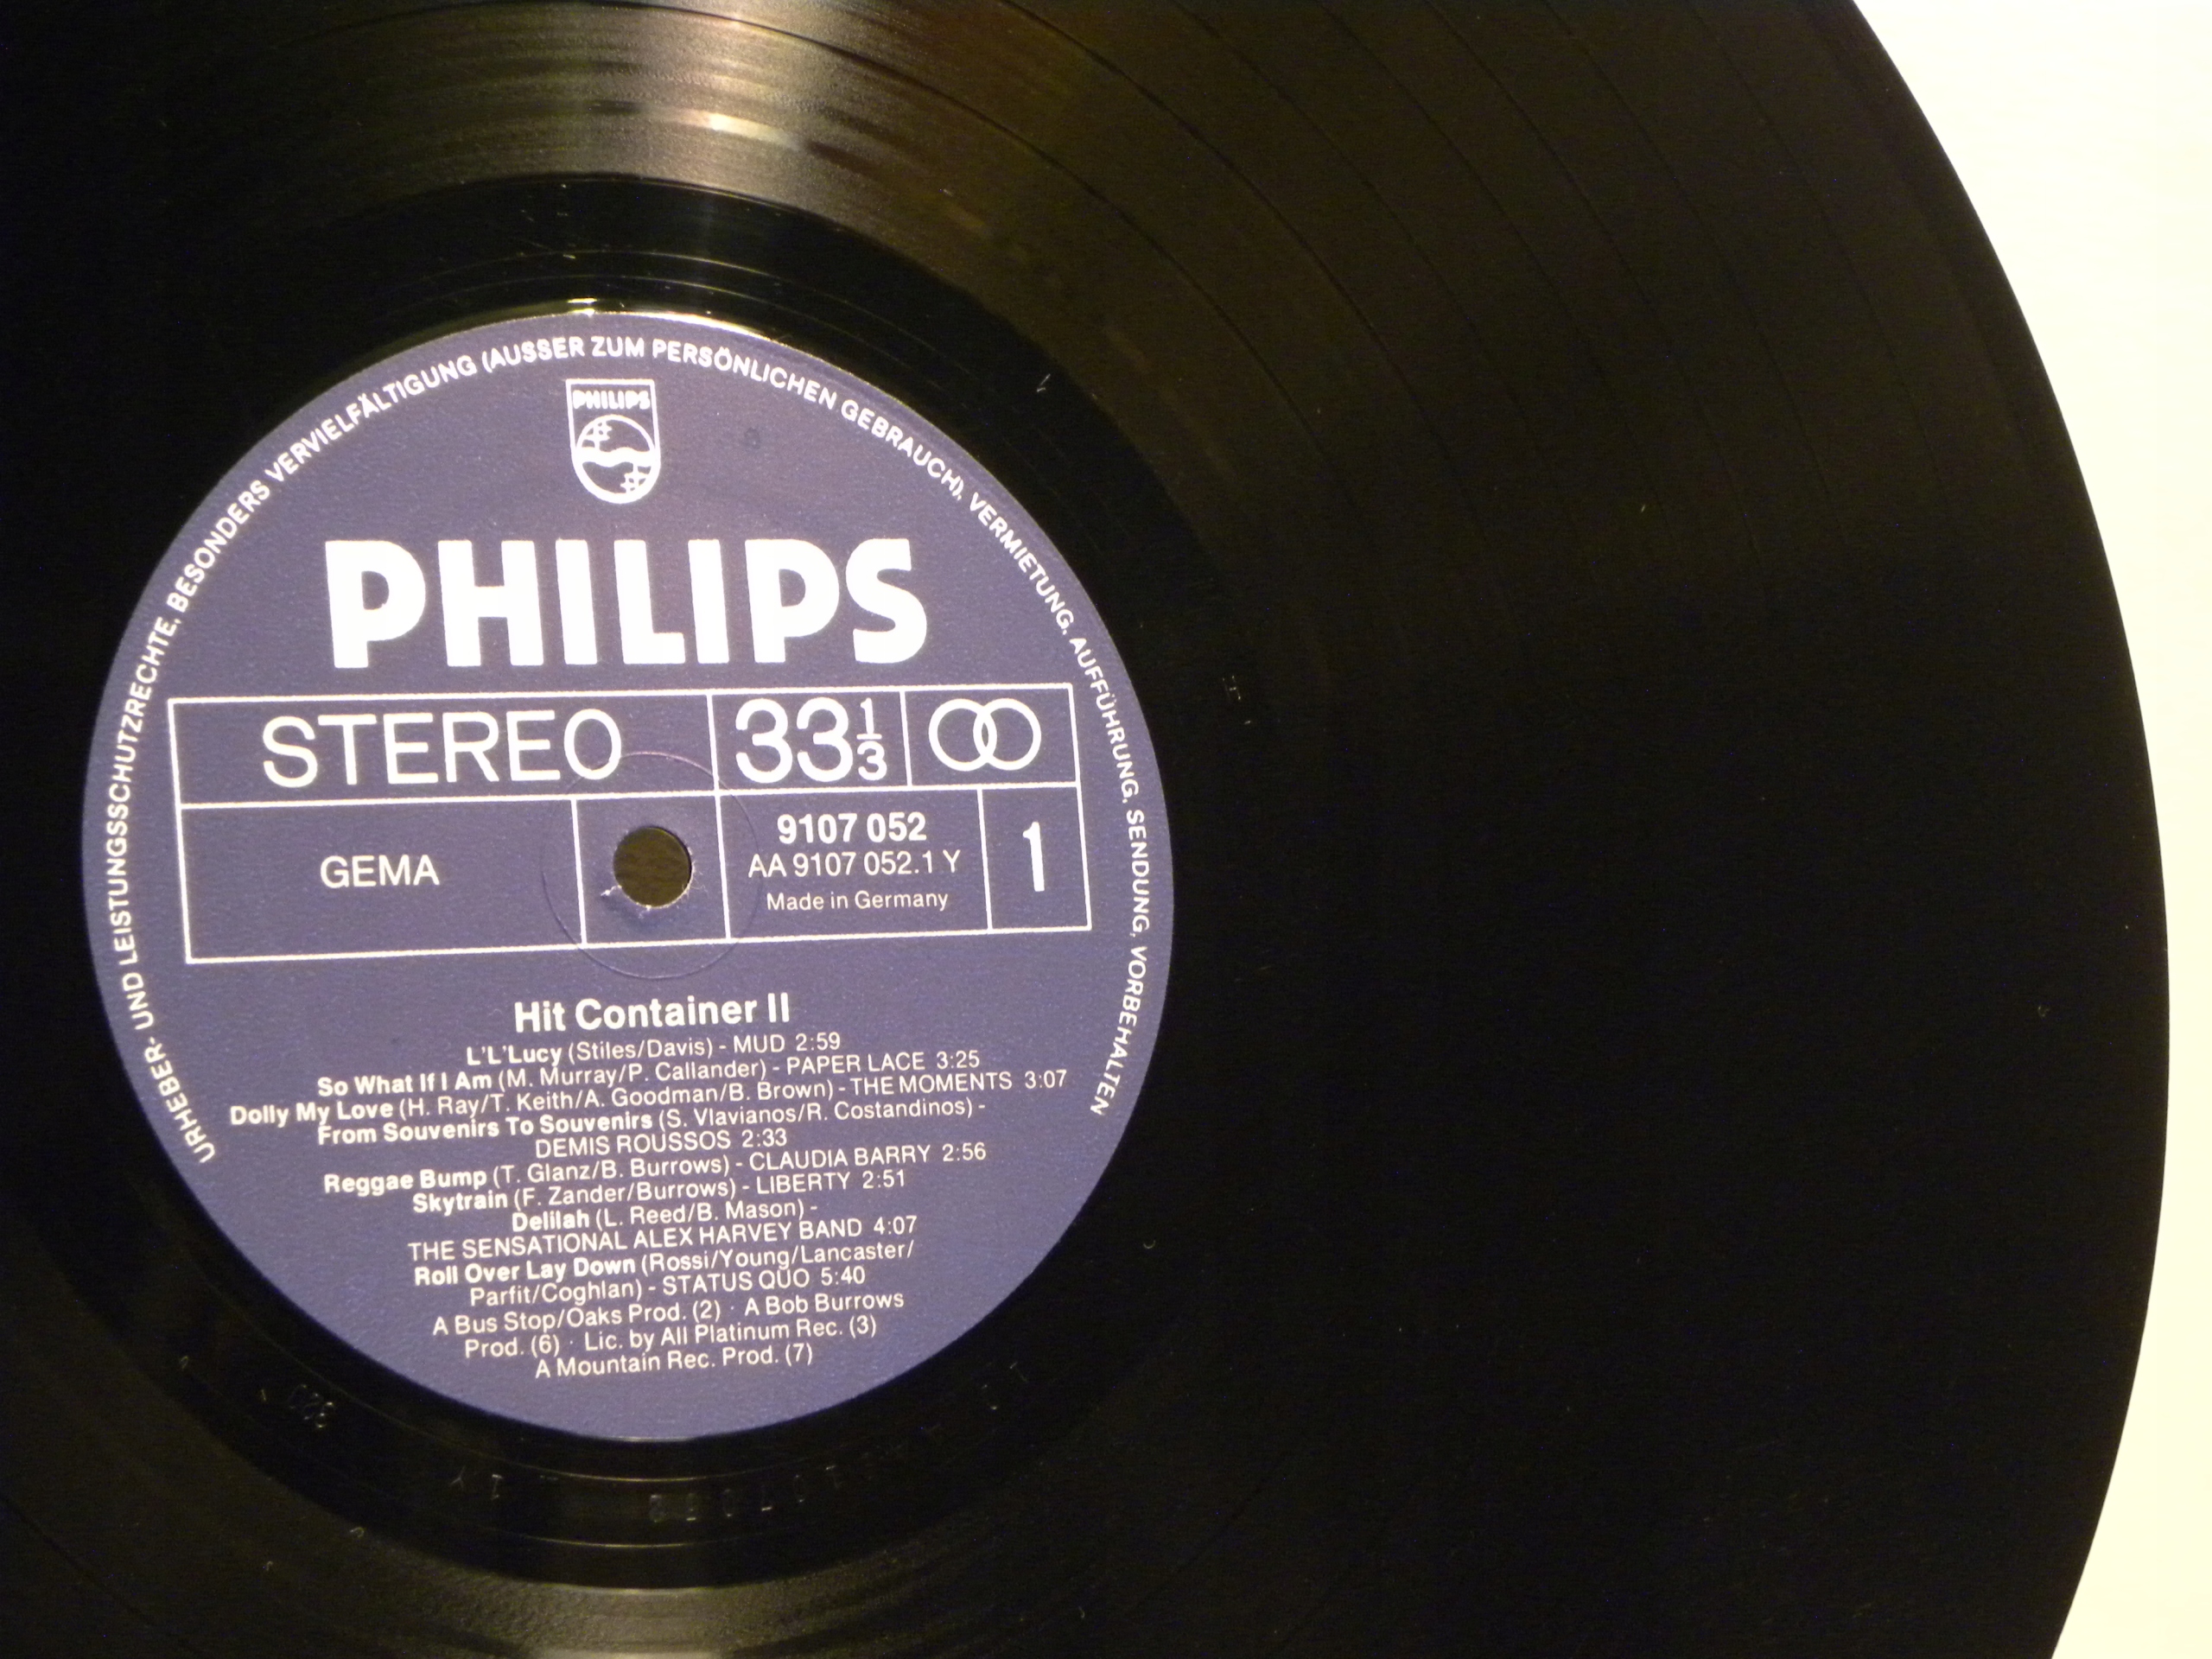 URHEBER- UND LEISTUNGSSCHUTZRECHTE, BESONDERS VERVIELFÄLTIGUNG (AUSSER ZUM PERSÖNLICHEN GEBRAUCH), VERMIETUNG, AUFFÜHRUNG, SENDUNG, VORBEHALTEN
PHILIPS
PHILIPS
STEREO 33 1/3
GEMA
9107 052
AA 9107 052.1 Y
Made in Germany
1
Hit Container II
L'L'Lucy (Stiles/Davis) - MUD 2:59
So What If I Am (M. Murray/P. Callander) - PAPER LACE 3:25
Dolly My Love (H. Ray/T. Keith/A. Goodman/B. Brown) - THE MOMENTS 3:07
From Souvenirs To Souvenirs (S. Vlavianos/R. Costandinos) -
DEMIS ROUSSOS 2:33
Reggae Bump (T. Glanz/B. Burrows) - CLAUDIA BARRY 2:56
Skytrain (F. Zander/Burrows) - LIBERTY 2:51
Delilah (L. Reed/B. Mason) -
THE SENSATIONAL ALEX HARVEY BAND 4:07
Roll Over Lay Down (Rossi/Young/Lancaster/
Parfit/Coghlan) - STATUS QUO 5:40
A Bus Stop/Oaks Prod. (2) · A Bob Burrows
Prod. (6) · Lic. by All Platinum Rec. (3)
A Mountain Rec. Prod. (7)